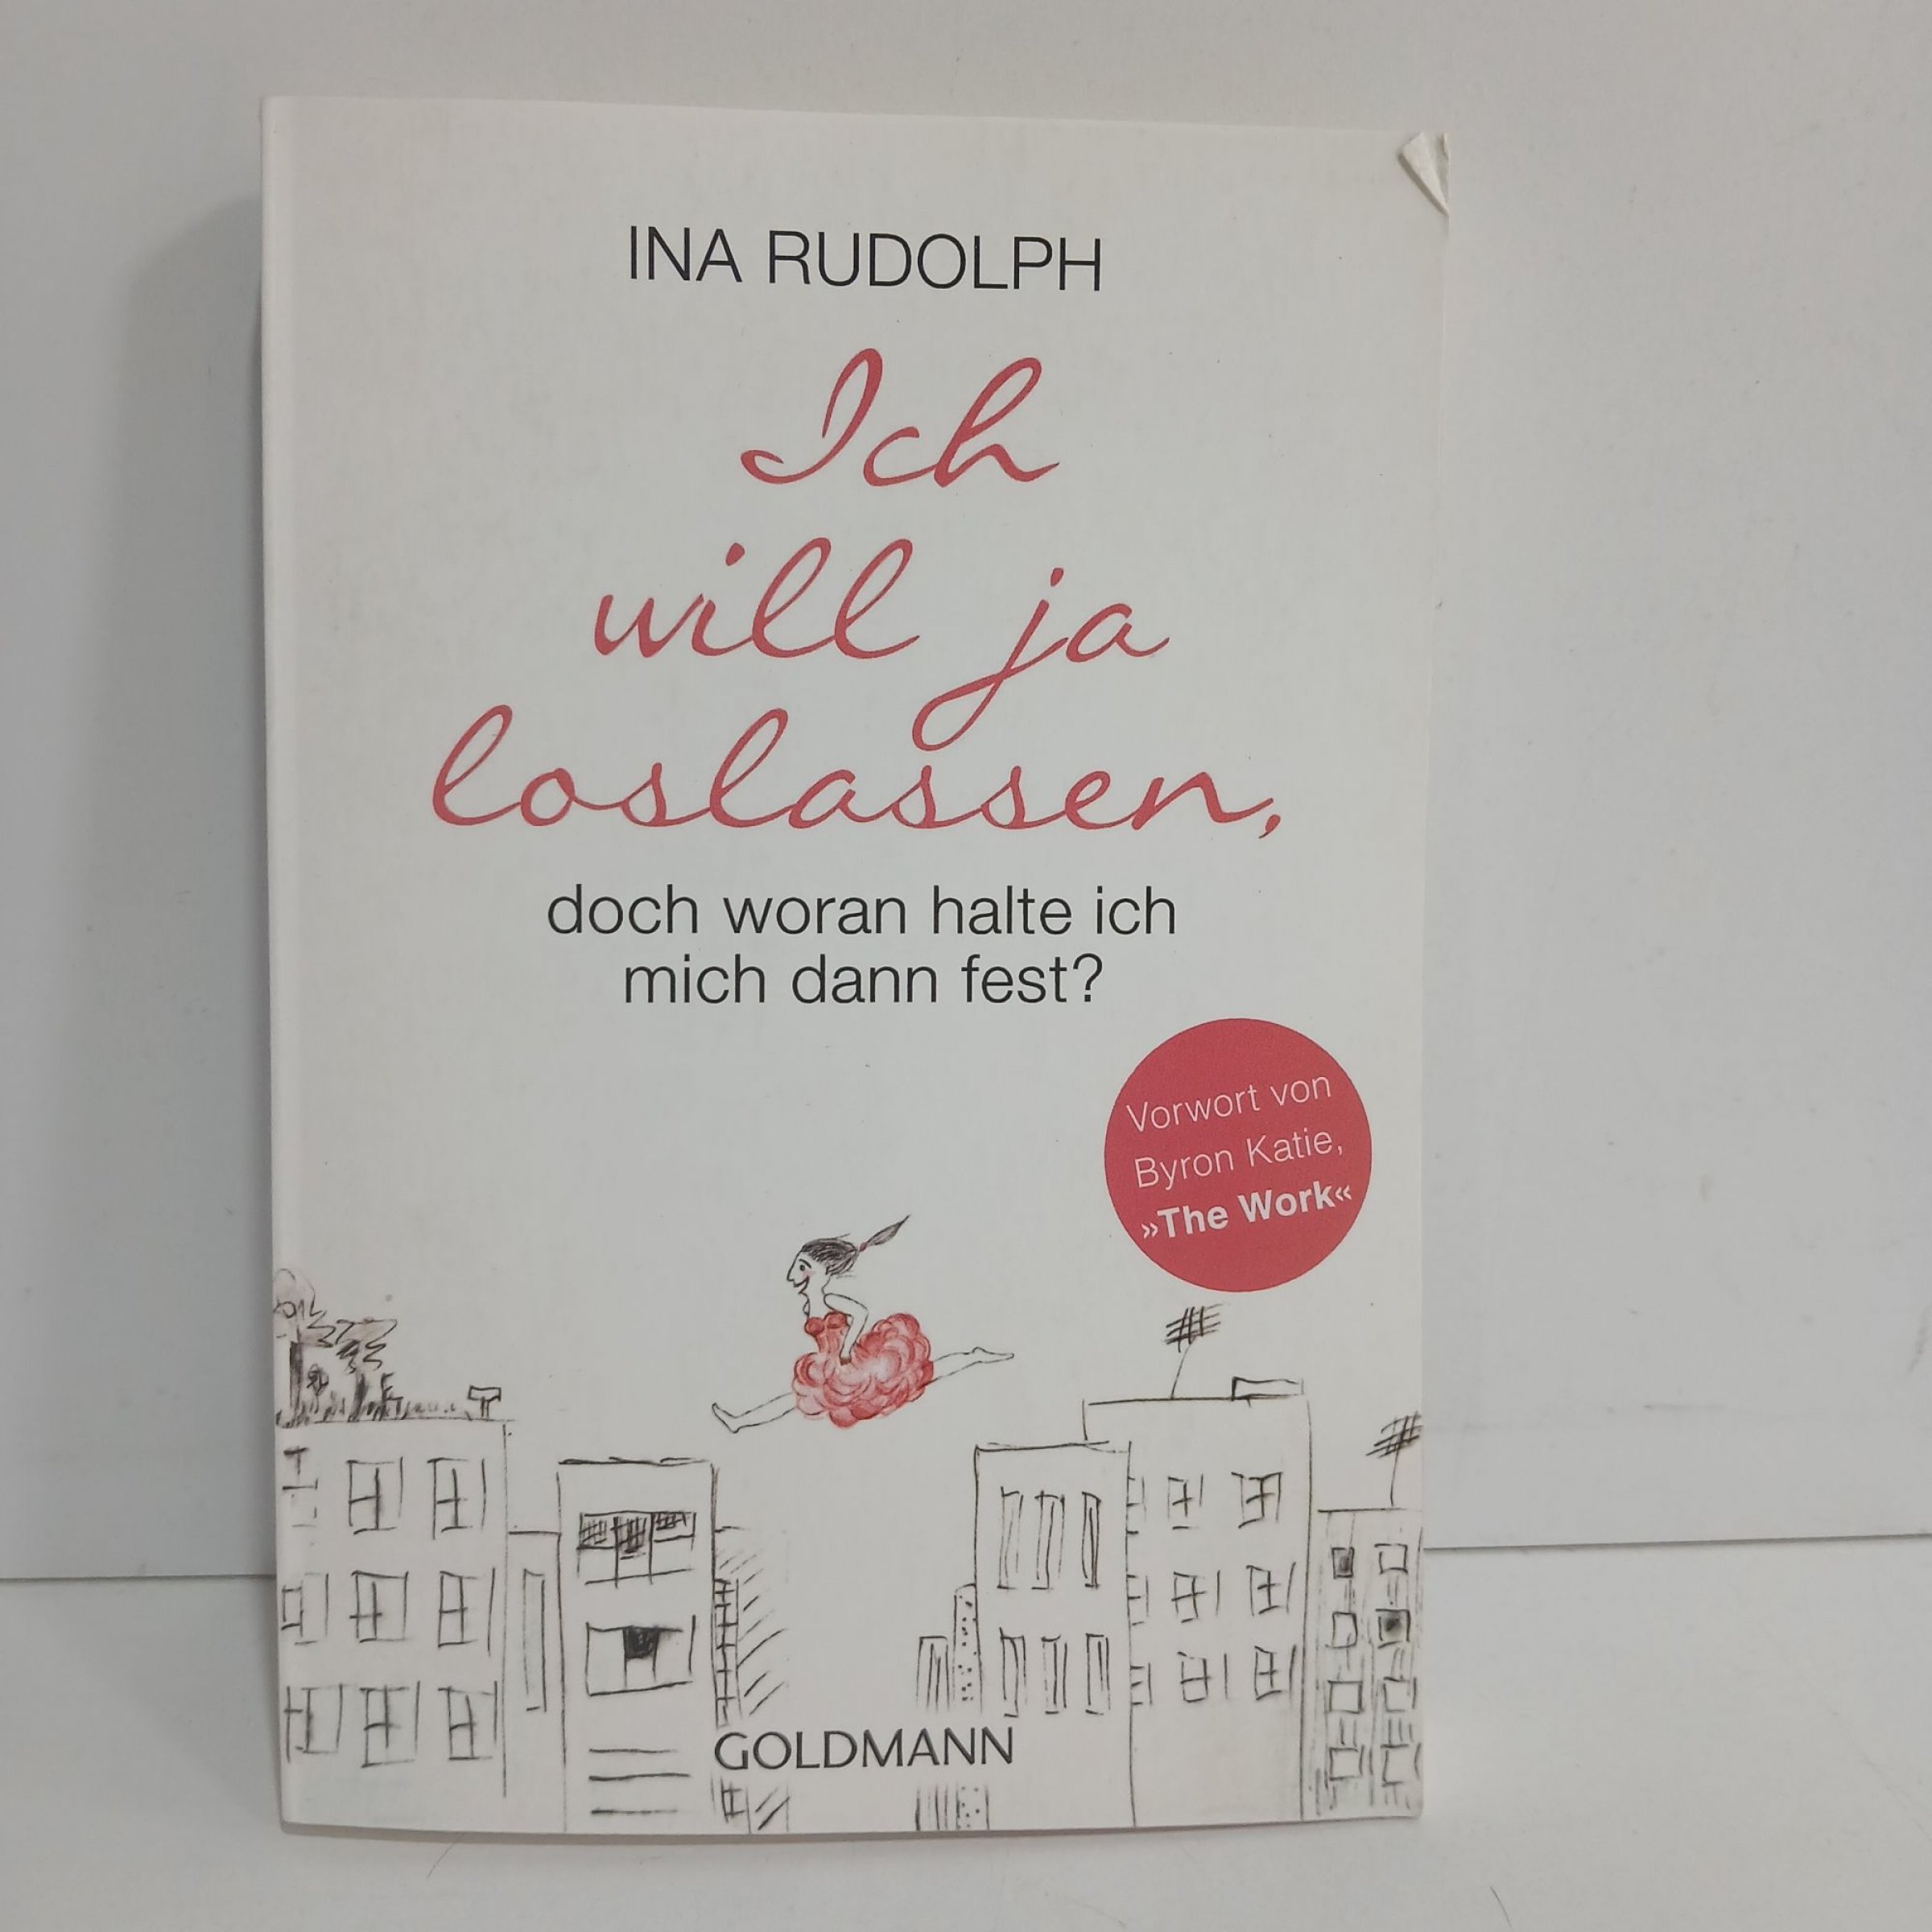 INA RUDOLPH
Ich
will ja
loslassen,
doch woran halte ich
mich dann fest?
Vorwort von
Byron Katie,
»The Work«
GOLDMANN